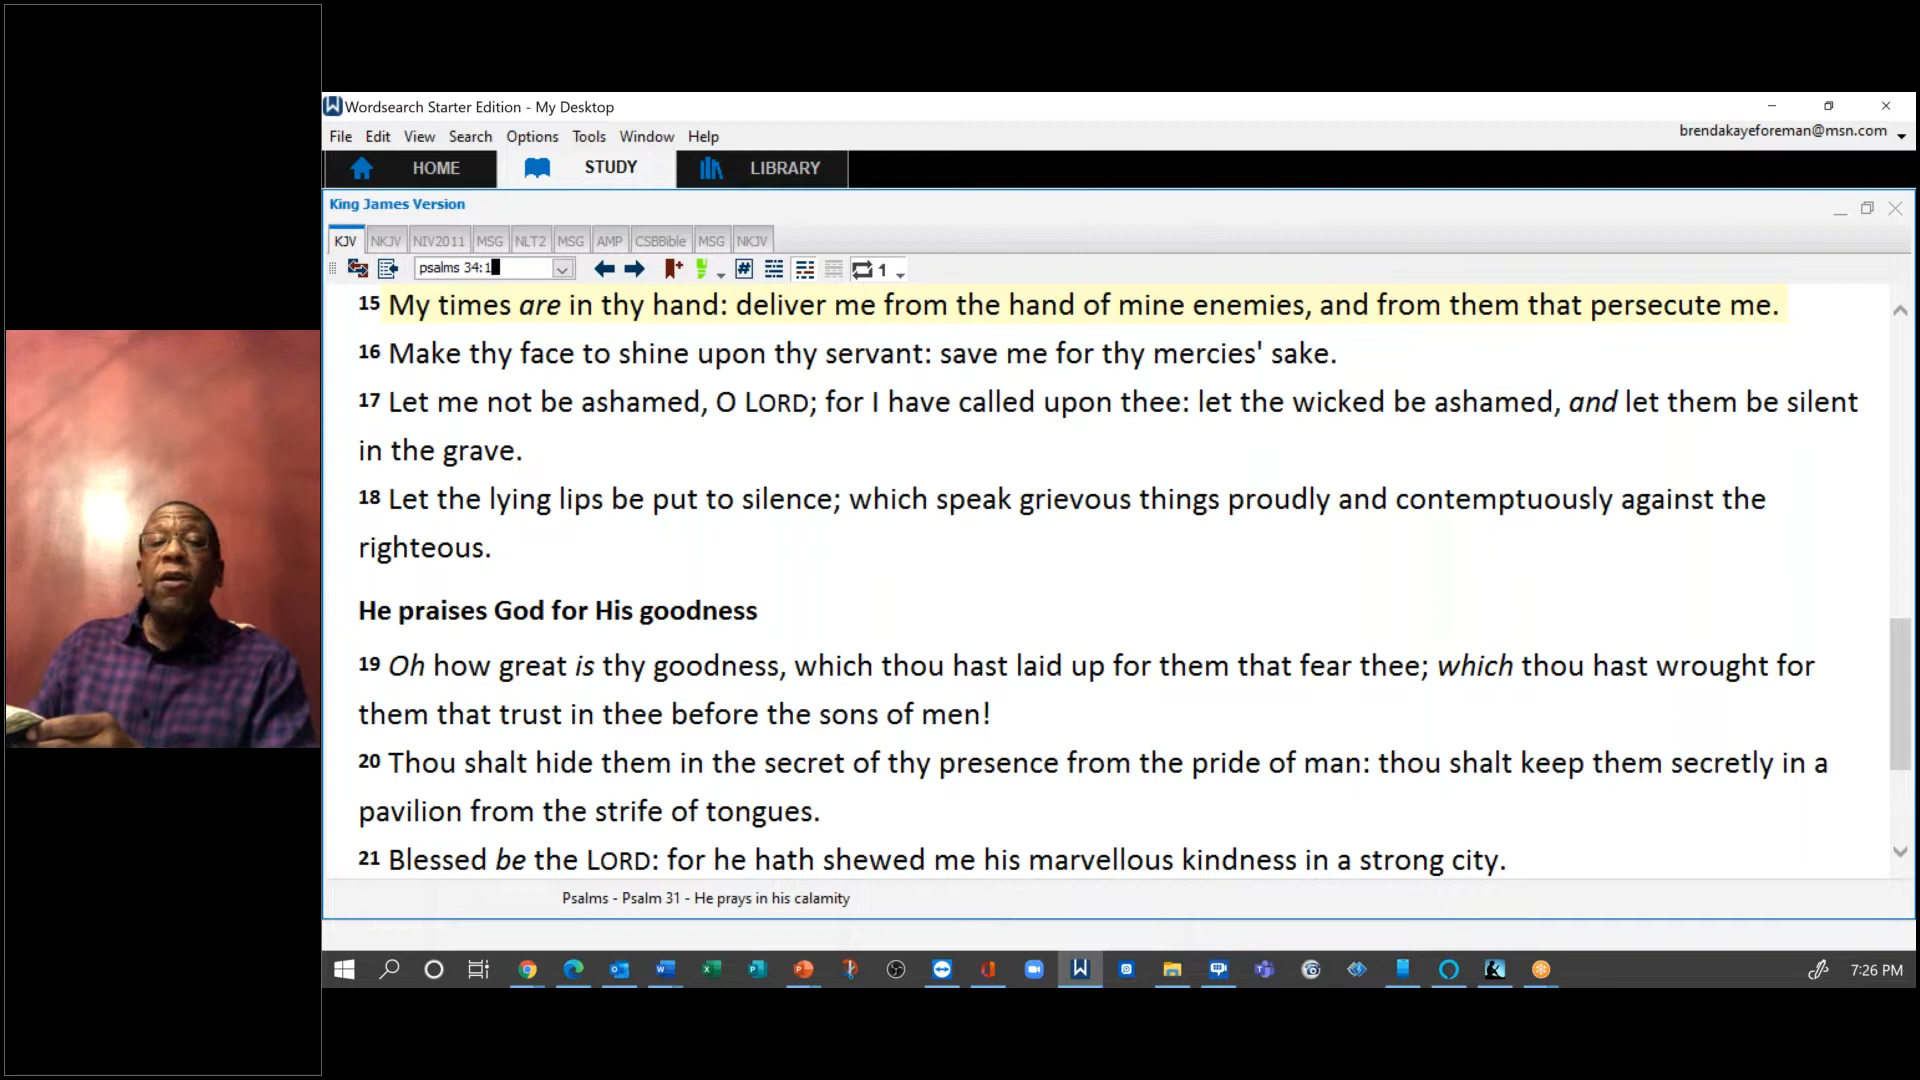 Wordsearch Starter Edition - My Desktop
File Edit View Search Options Tools Window Help
brendakayeforeman@msn.com
HOME STUDY LIBRARY
King James Version
KJV NKJV NIV2011 MSG NLT2 MSG AMP CSBBible MSG NKJV
psalms 34:1 # 1
15 My times are in thy hand: deliver me from the hand of mine enemies, and from them that persecute me.
16 Make thy face to shine upon thy servant: save me for thy mercies' sake.
17 Let me not be ashamed, O LORD; for I have called upon thee: let the wicked be ashamed, and let them be silent
in the grave.
18 Let the lying lips be put to silence; which speak grievous things proudly and contemptuously against the
righteous.
He praises God for His goodness
19 Oh how great is thy goodness, which thou hast laid up for them that fear thee; which thou hast wrought for
them that trust in thee before the sons of men!
20 Thou shalt hide them in the secret of thy presence from the pride of man: thou shalt keep them secretly in a
pavilion from the strife of tongues.
21 Blessed be the LORD: for he hath shewed me his marvellous kindness in a strong city.
Psalms - Psalm 31 - He prays in his calamity
7:26 PM